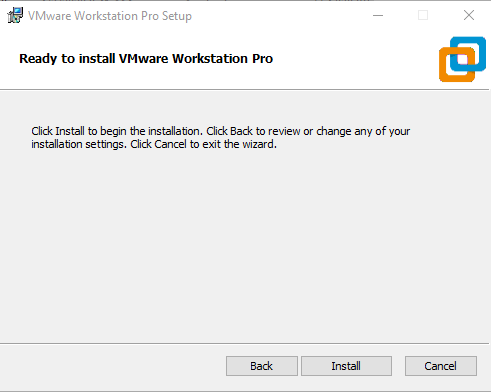 VMware Workstation Pro Setup
Ready to install VMware Workstation Pro
Click Install to begin the installation. Click Back to review or change any of your
installation settings. Click Cancel to exit the wizard.
Back Install Cancel